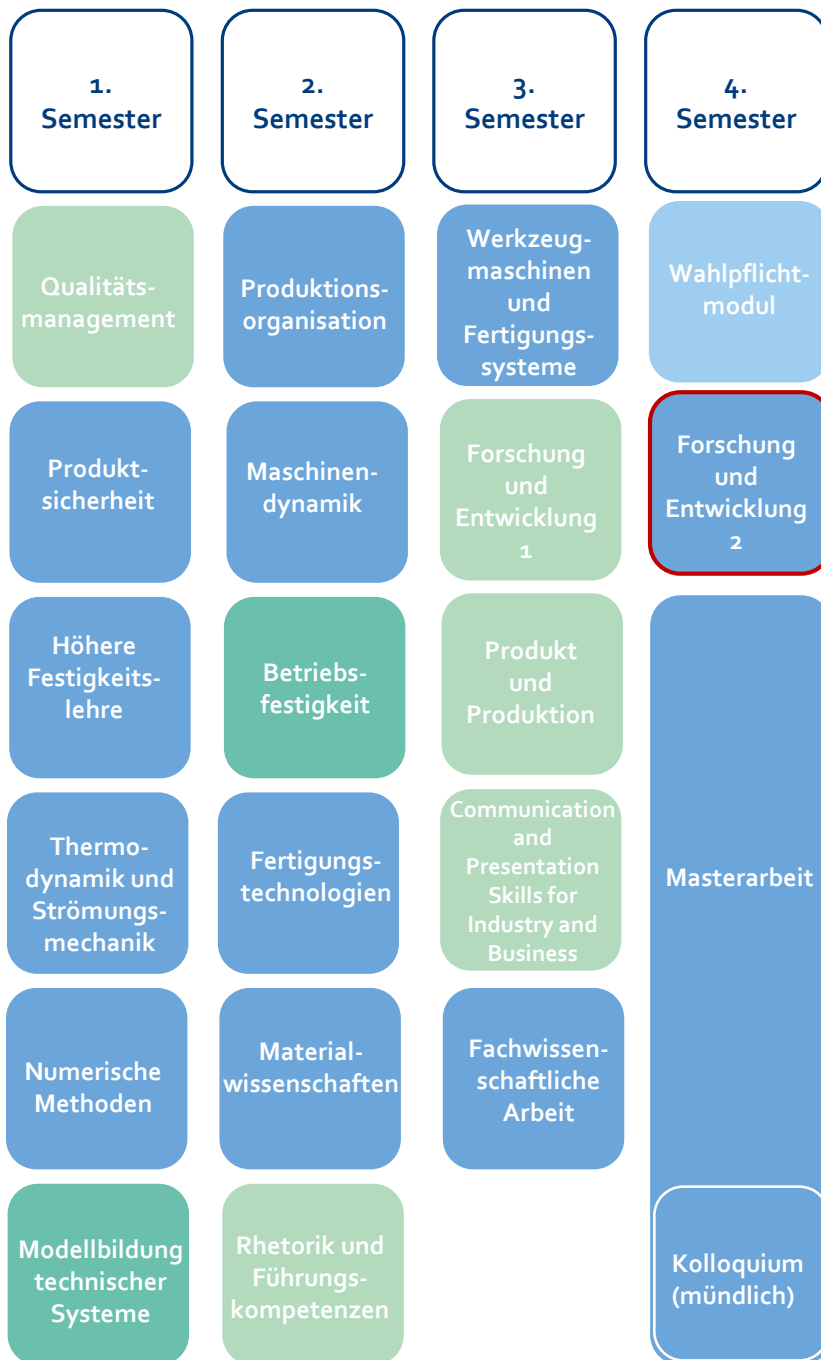 1.
Semester
2.
Semester
3.
Semester
4.
Semester
Qualitäts-
management
Produktions-
organisation
Werkzeug-
maschinen
und
Fertigungs-
systeme
Wahlpflicht-
modul
Produkt-
sicherheit
Maschinen-
dynamik
Forschung
und
Entwicklung
1
Forschung
und
Entwicklung
2
Höhere
Festigkeits-
lehre
Betriebs-
festigkeit
Produkt
und
Produktion
Thermo-
dynamik und
Strömungs-
mechanik
Fertigungs-
technologien
Communication
and
Presentation
Skills for
Industry and
Business
Masterarbeit
Numerische
Methoden
Material-
wissenschaften
Fachwissen-
schaftliche
Arbeit
Modellbildung
technischer
Systeme
Rhetorik und
Führungs-
kompetenzen
Kolloquium
(mündlich)